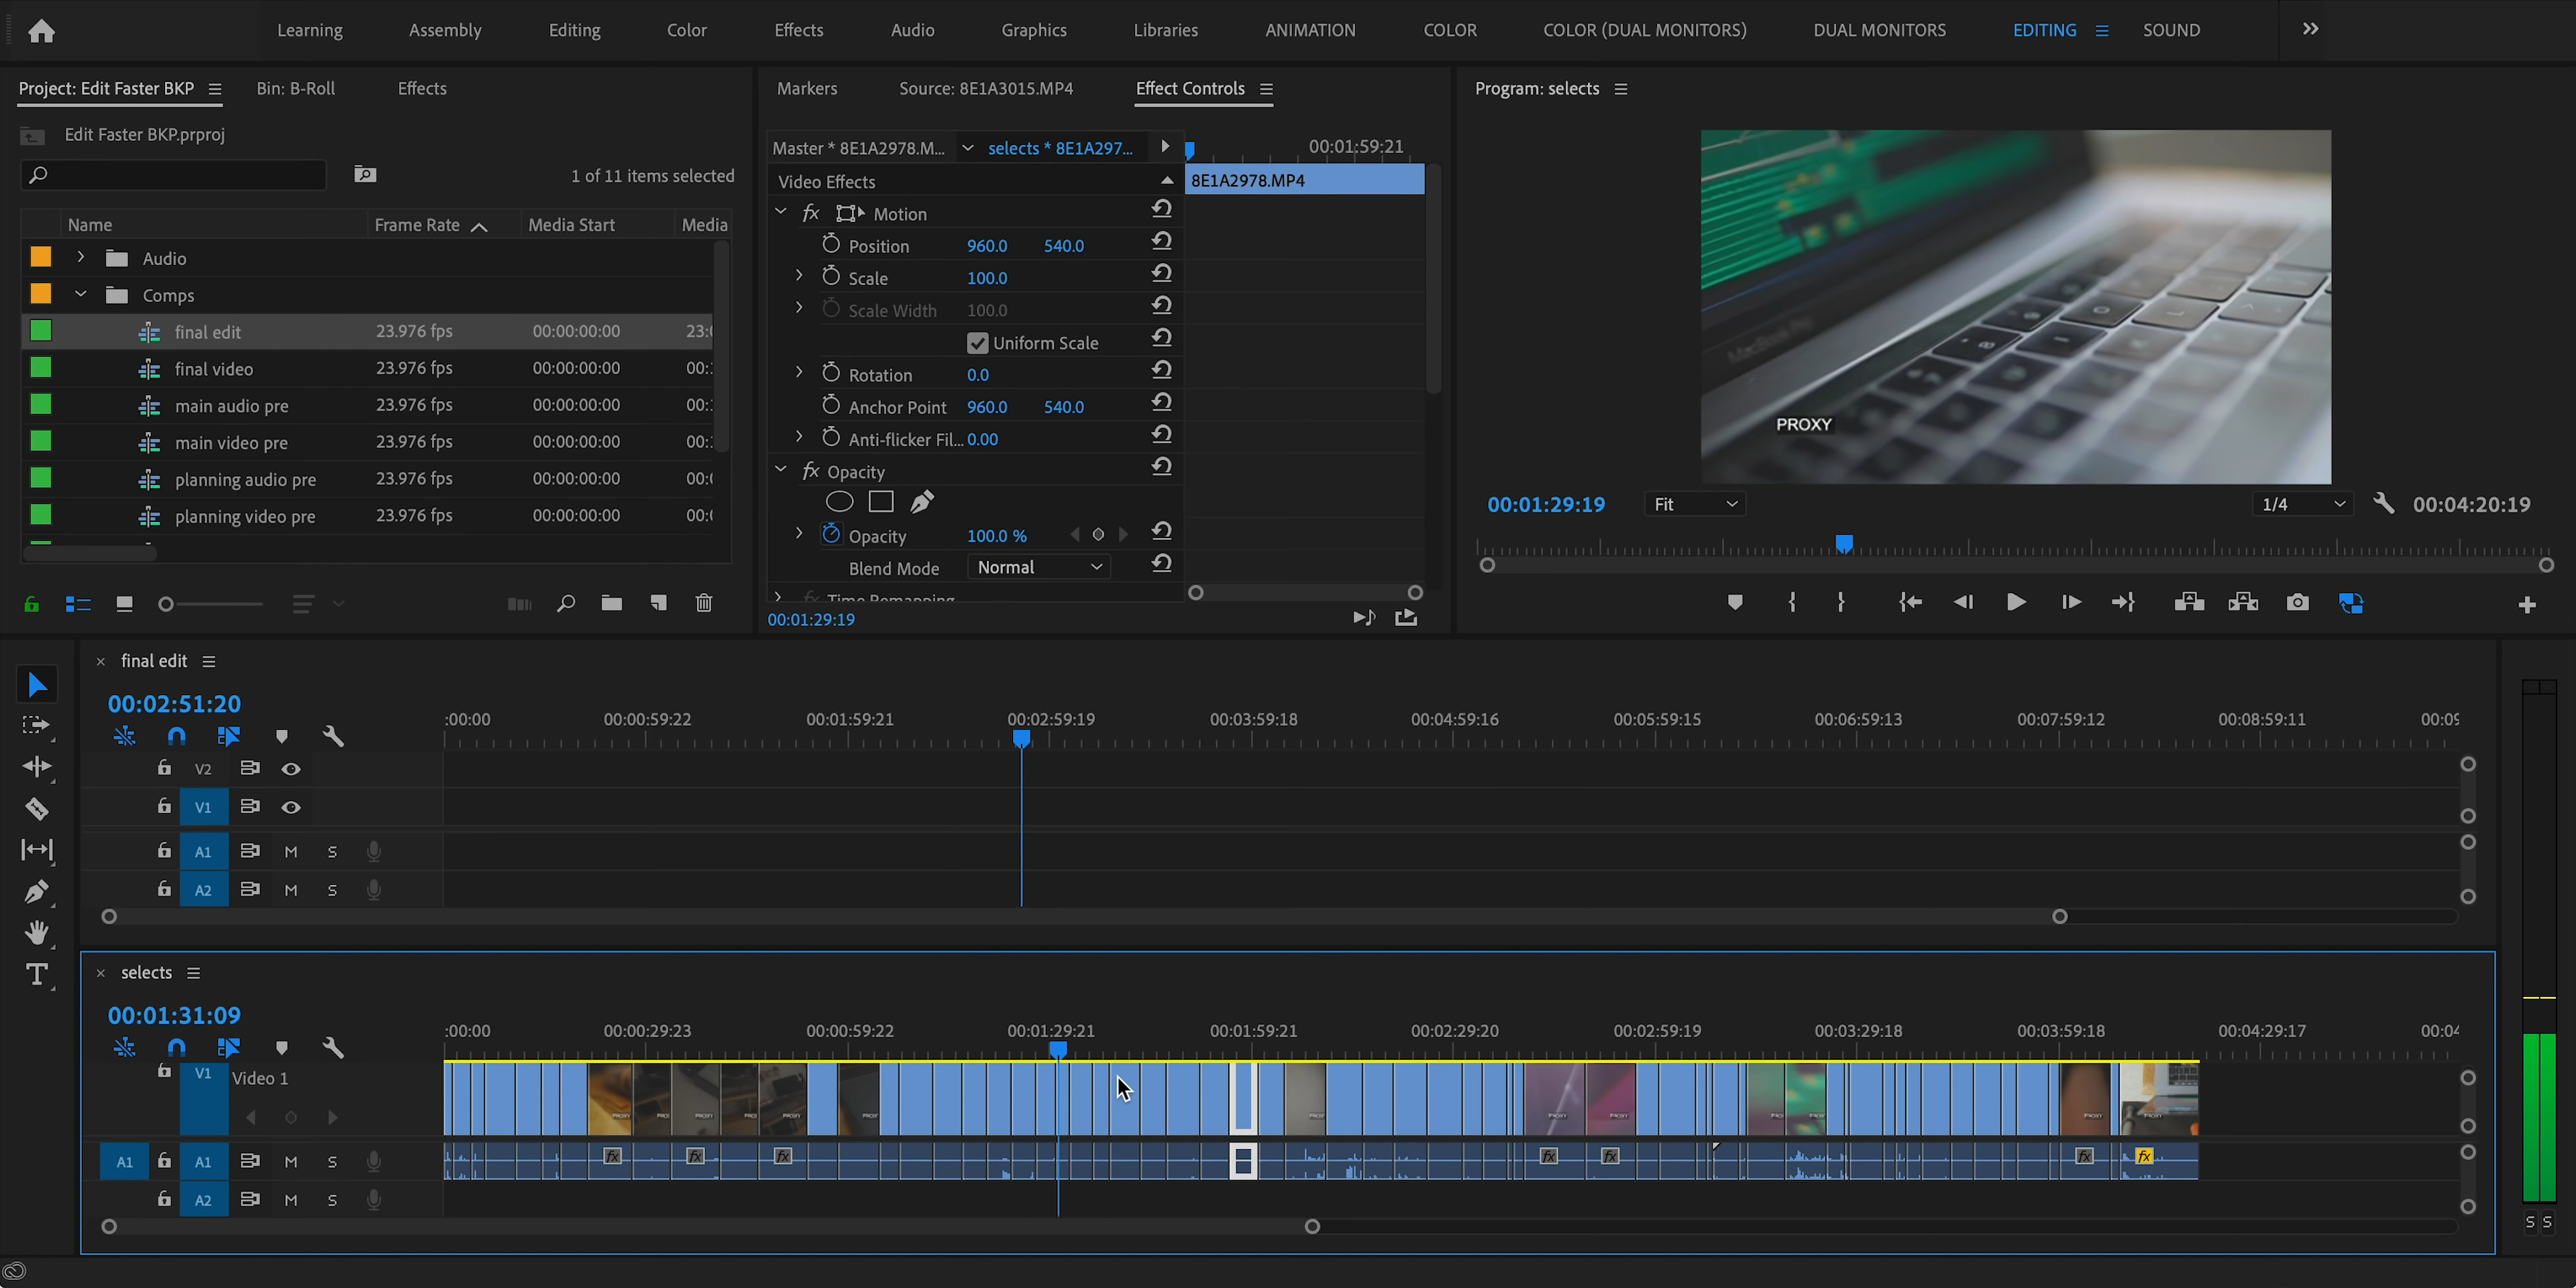 Learning Assembly Editing Color Effects Audio Graphics Libraries ANIMATION COLOR COLOR (DUAL MONITORS) DUAL MONITORS EDITING SOUND
Project: Edit Faster BKP Bin: B-Roll Effects
Edit Faster BKP.prproj
1 of 11 items selected
Name Frame Rate Media Start Media
Audio
Comps
final edit 23.976 fps 00:00:00:00 23:
final video 23.976 fps 00:00:00:00 00:
main audio pre 23.976 fps 00:00:00:00 00:
main video pre 23.976 fps 00:00:00:00 00:
planning audio pre 23.976 fps 00:00:00:00 00:
planning video pre 23.976 fps 00:00:00:00 00:
Markers Source: 8E1A3015.MP4 Effect Controls
Master * 8E1A2978.M... selects * 8E1A297... 00:01:59:21
Video Effects 8E1A2978.MP4
fx Motion
Position 960.0 540.0
Scale 100.0
Scale Width 100.0
Uniform Scale
Rotation 0.0
Anchor Point 960.0 540.0
Anti-flicker Fil... 0.00
fx Opacity
Opacity 100.0 %
Blend Mode Normal
fx Time Remapping
00:01:29:19
Program: selects
MacBook Pro
PROXY
00:01:29:19 Fit 1/4 00:04:20:19
final edit
00:02:51:20
:00:00 00:00:59:22 00:01:59:21 00:02:59:19 00:03:59:18 00:04:59:16 00:05:59:15 00:06:59:13 00:07:59:12 00:08:59:11 00:09
V2
V1
A1 M S
A2 M S
selects
00:01:31:09
:00:00 00:00:29:23 00:00:59:22 00:01:29:21 00:01:59:21 00:02:29:20 00:02:59:19 00:03:29:18 00:03:59:18 00:04:29:17 00:04
V1 Video 1
A1 A1 M S fx fx fx fx fx fx fx
A2 M S
S S